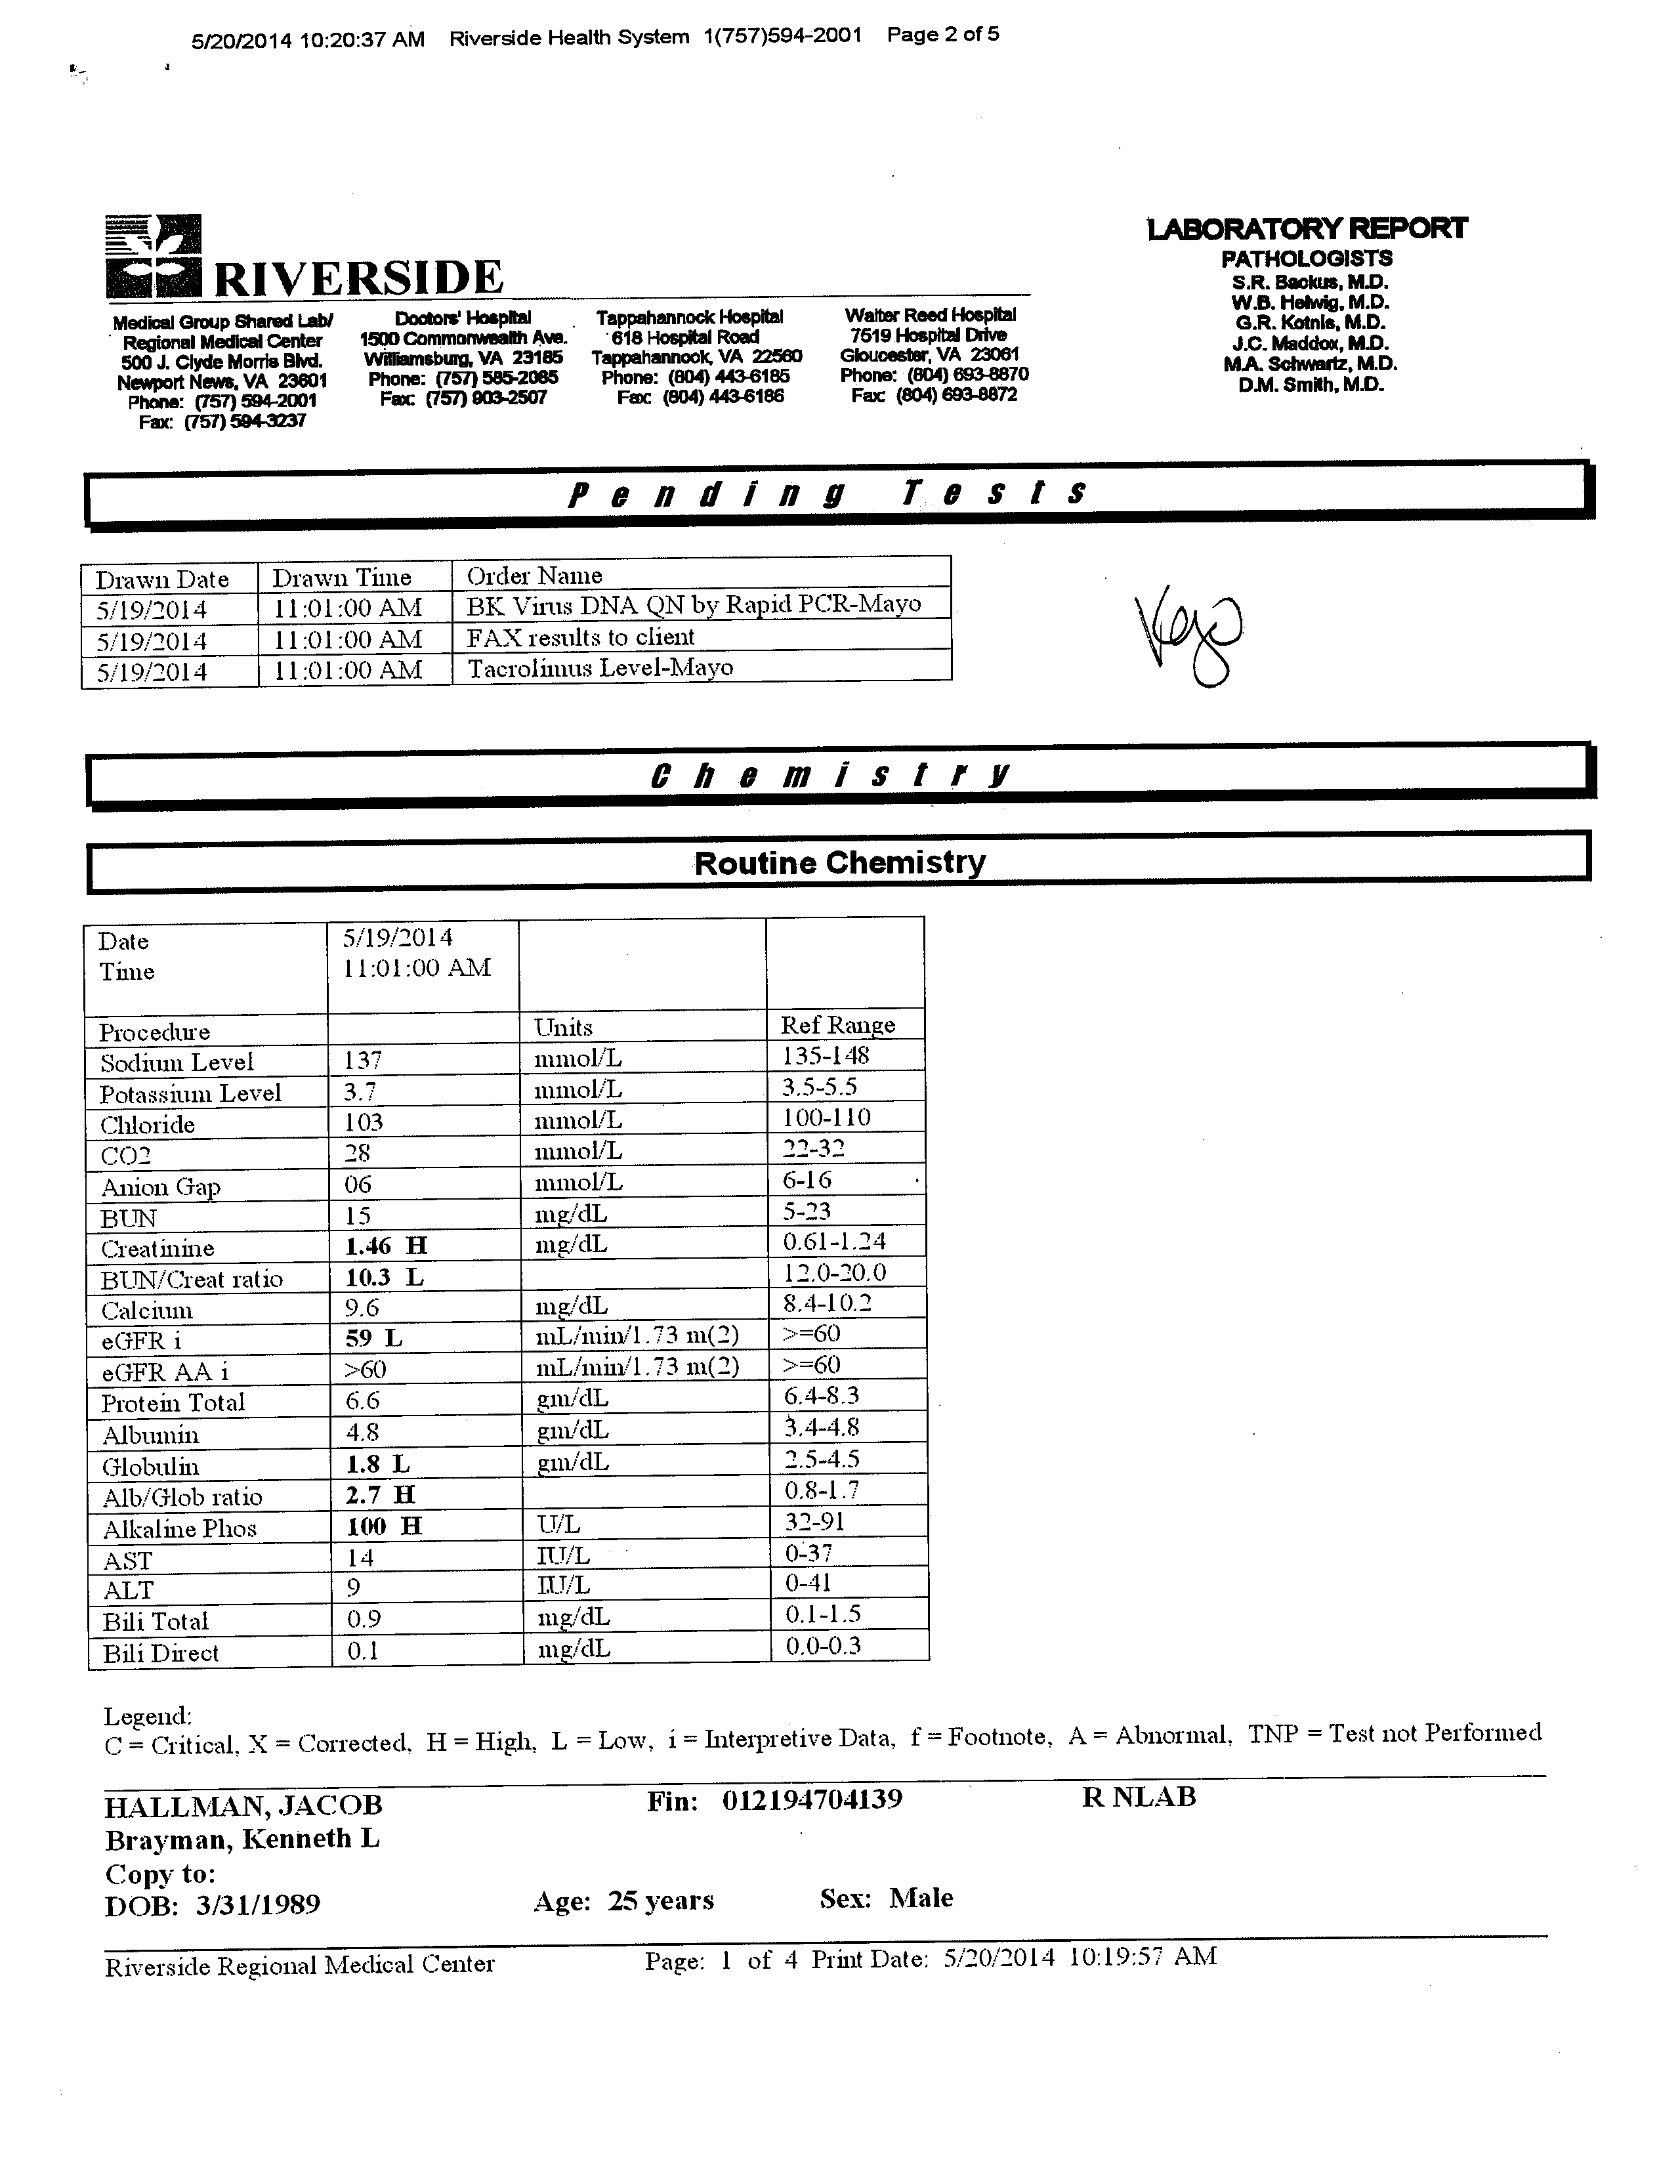 5/20/2014 10:20:37 AM Riverside Health System 1(757)594-2001 Page 2 of 5
RIVERSIDE
Medical Group Shared Lab/
Regional Medical Center
500 J. Clyde Morris Blvd.
Newport News, VA 23601
Phone: (757) 594-2001
Fax: (757) 594-3237
Doctors' Hospital
1500 Commonwealth Ave.
Williamsburg, VA 23185
Phone: (757) 585-2085
Fax: (757) 903-2507
Tappahannock Hospital
618 Hospital Road
Tappahannock, VA 22560
Phone: (804) 443-6185
Fax: (804) 443-6186
Walter Reed Hospital
7519 Hospital Drive
Gloucester, VA 23061
Phone: (804) 693-8870
Fax: (804) 693-8872
LABORATORY REPORT
PATHOLOGISTS
S.R. Backus, M.D.
W.B. Helwig, M.D.
G.R. Kotnis, M.D.
J.C. Maddox, M.D.
M.A. Schwartz, M.D.
D.M. Smith, M.D.
Pending Tests
Drawn Date Drawn Time Order Name
5/19/2014 11:01:00 AM BK Virus DNA QN by Rapid PCR-Mayo
5/19/2014 11:01:00 AM FAX results to client
5/19/2014 11:01:00 AM Tacrolimus Level-Mayo
Chemistry
Routine Chemistry
Date 5/19/2014
Time 11:01:00 AM
Procedure Units Ref Range
Sodium Level 137 mmol/L 135-148
Potassium Level 3.7 mmol/L 3.5-5.5
Chloride 103 mmol/L 100-110
CO2 28 mmol/L 22-32
Anion Gap 06 mmol/L 6-16
BUN 15 mg/dL 5-23
Creatinine 1.46 H mg/dL 0.61-1.24
BUN/Creat ratio 10.3 L 12.0-20.0
Calcium 9.6 mg/dL 8.4-10.2
eGFR i 59 L mL/min/1.73 m(2) >=60
eGFR AA i >60 mL/min/1.73 m(2) >=60
Protein Total 6.6 gm/dL 6.4-8.3
Albumin 4.8 gm/dL 3.4-4.8
Globulin 1.8 L gm/dL 2.5-4.5
Alb/Glob ratio 2.7 H 0.8-1.7
Alkaline Phos 100 H U/L 32-91
AST 14 IU/L 0-37
ALT 9 IU/L 0-41
Bili Total 0.9 mg/dL 0.1-1.5
Bili Direct 0.1 mg/dL 0.0-0.3
Legend:
C = Critical, X = Corrected, H = High, L = Low, i = Interpretive Data, f = Footnote, A = Abnormal, TNP = Test not Performed
HALLMAN, JACOB Fin: 012194704139 R NLAB
Brayman, Kenneth L
Copy to:
DOB: 3/31/1989 Age: 25 years Sex: Male
Riverside Regional Medical Center Page: 1 of 4 Print Date: 5/20/2014 10:19:57 AM